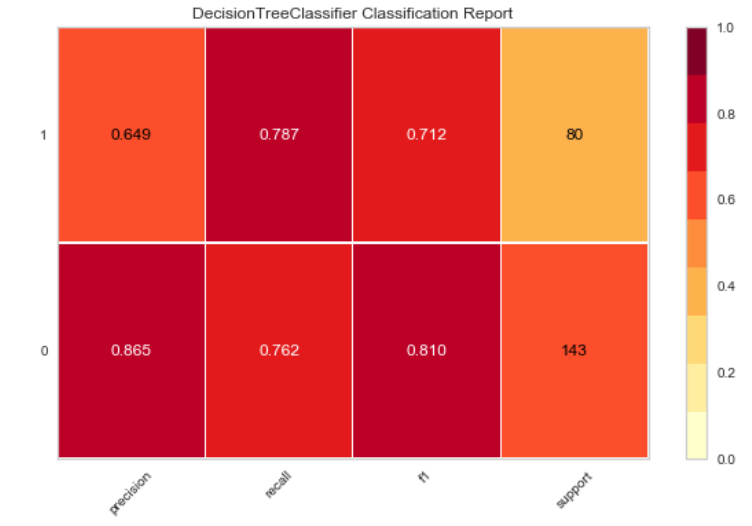 DecisionTreeClassifier Classification Report
1 0.649 0.787 0.712 80
0 0.865 0.762 0.810 143
precision recall f1 support
1.0
0.8
0.6
0.4
0.2
0.0